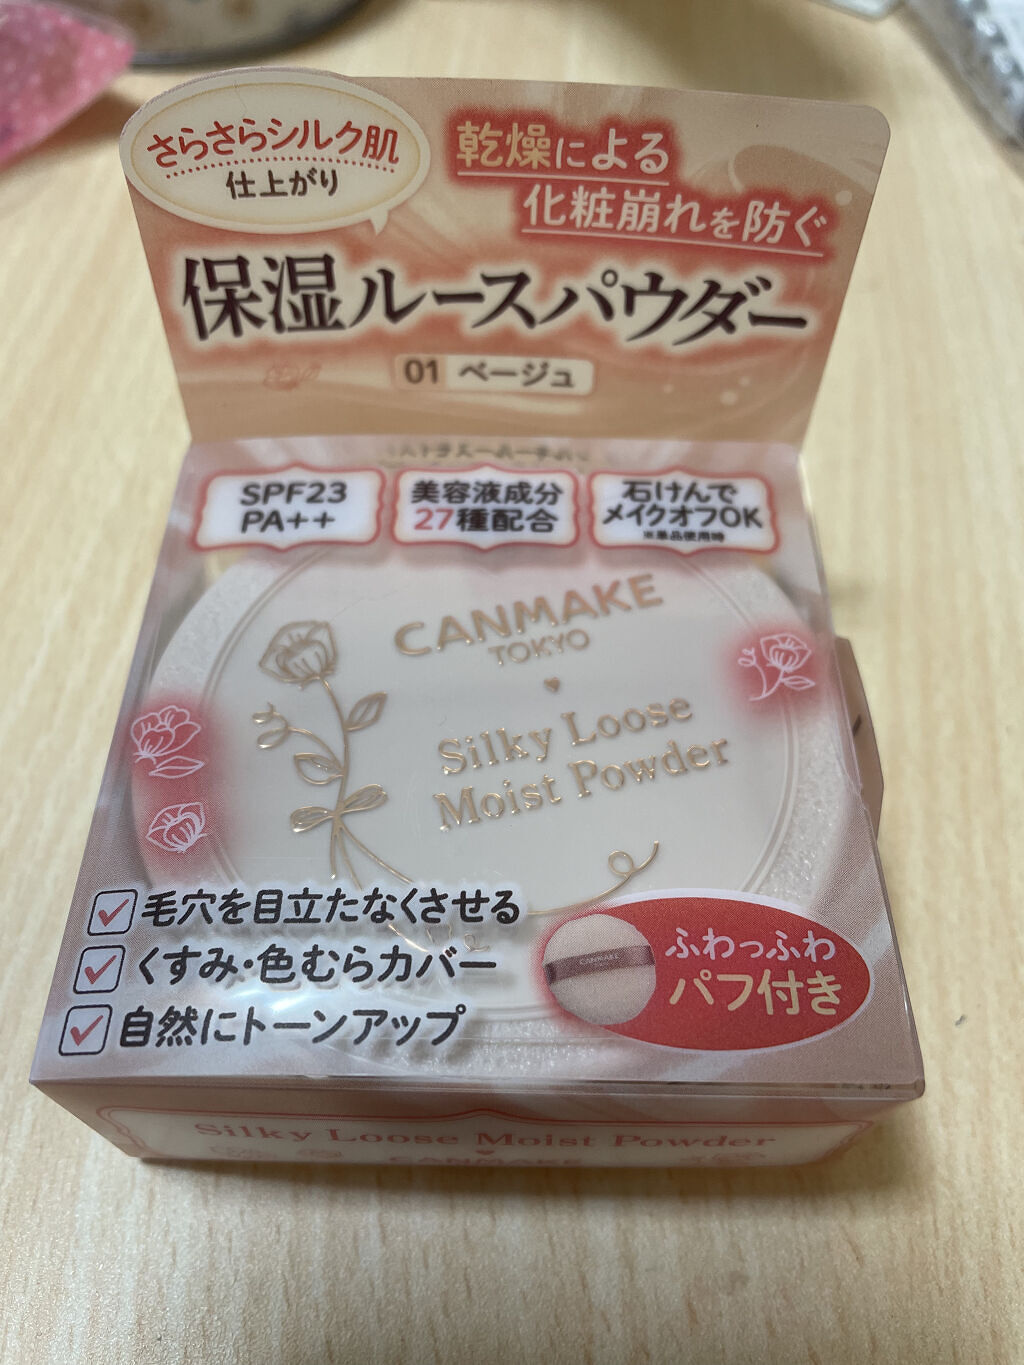 さらさらシルク肌
仕上がり
乾燥による
化粧崩れを防ぐ
保湿ルースパウダー
01 ベージュ
SPF23
PA++
美容液成分
27種配合
石けんで
メイクオフOK
※単品使用時
CANMAKE
TOKYO
Silky Loose
Moist Powder
毛穴を目立たなくさせる
くすみ・色むらカバー
自然にトーンアップ
CANMAKE
ふわっふわ
パフ付き
Silky Loose Moist Powder
CANMAKE